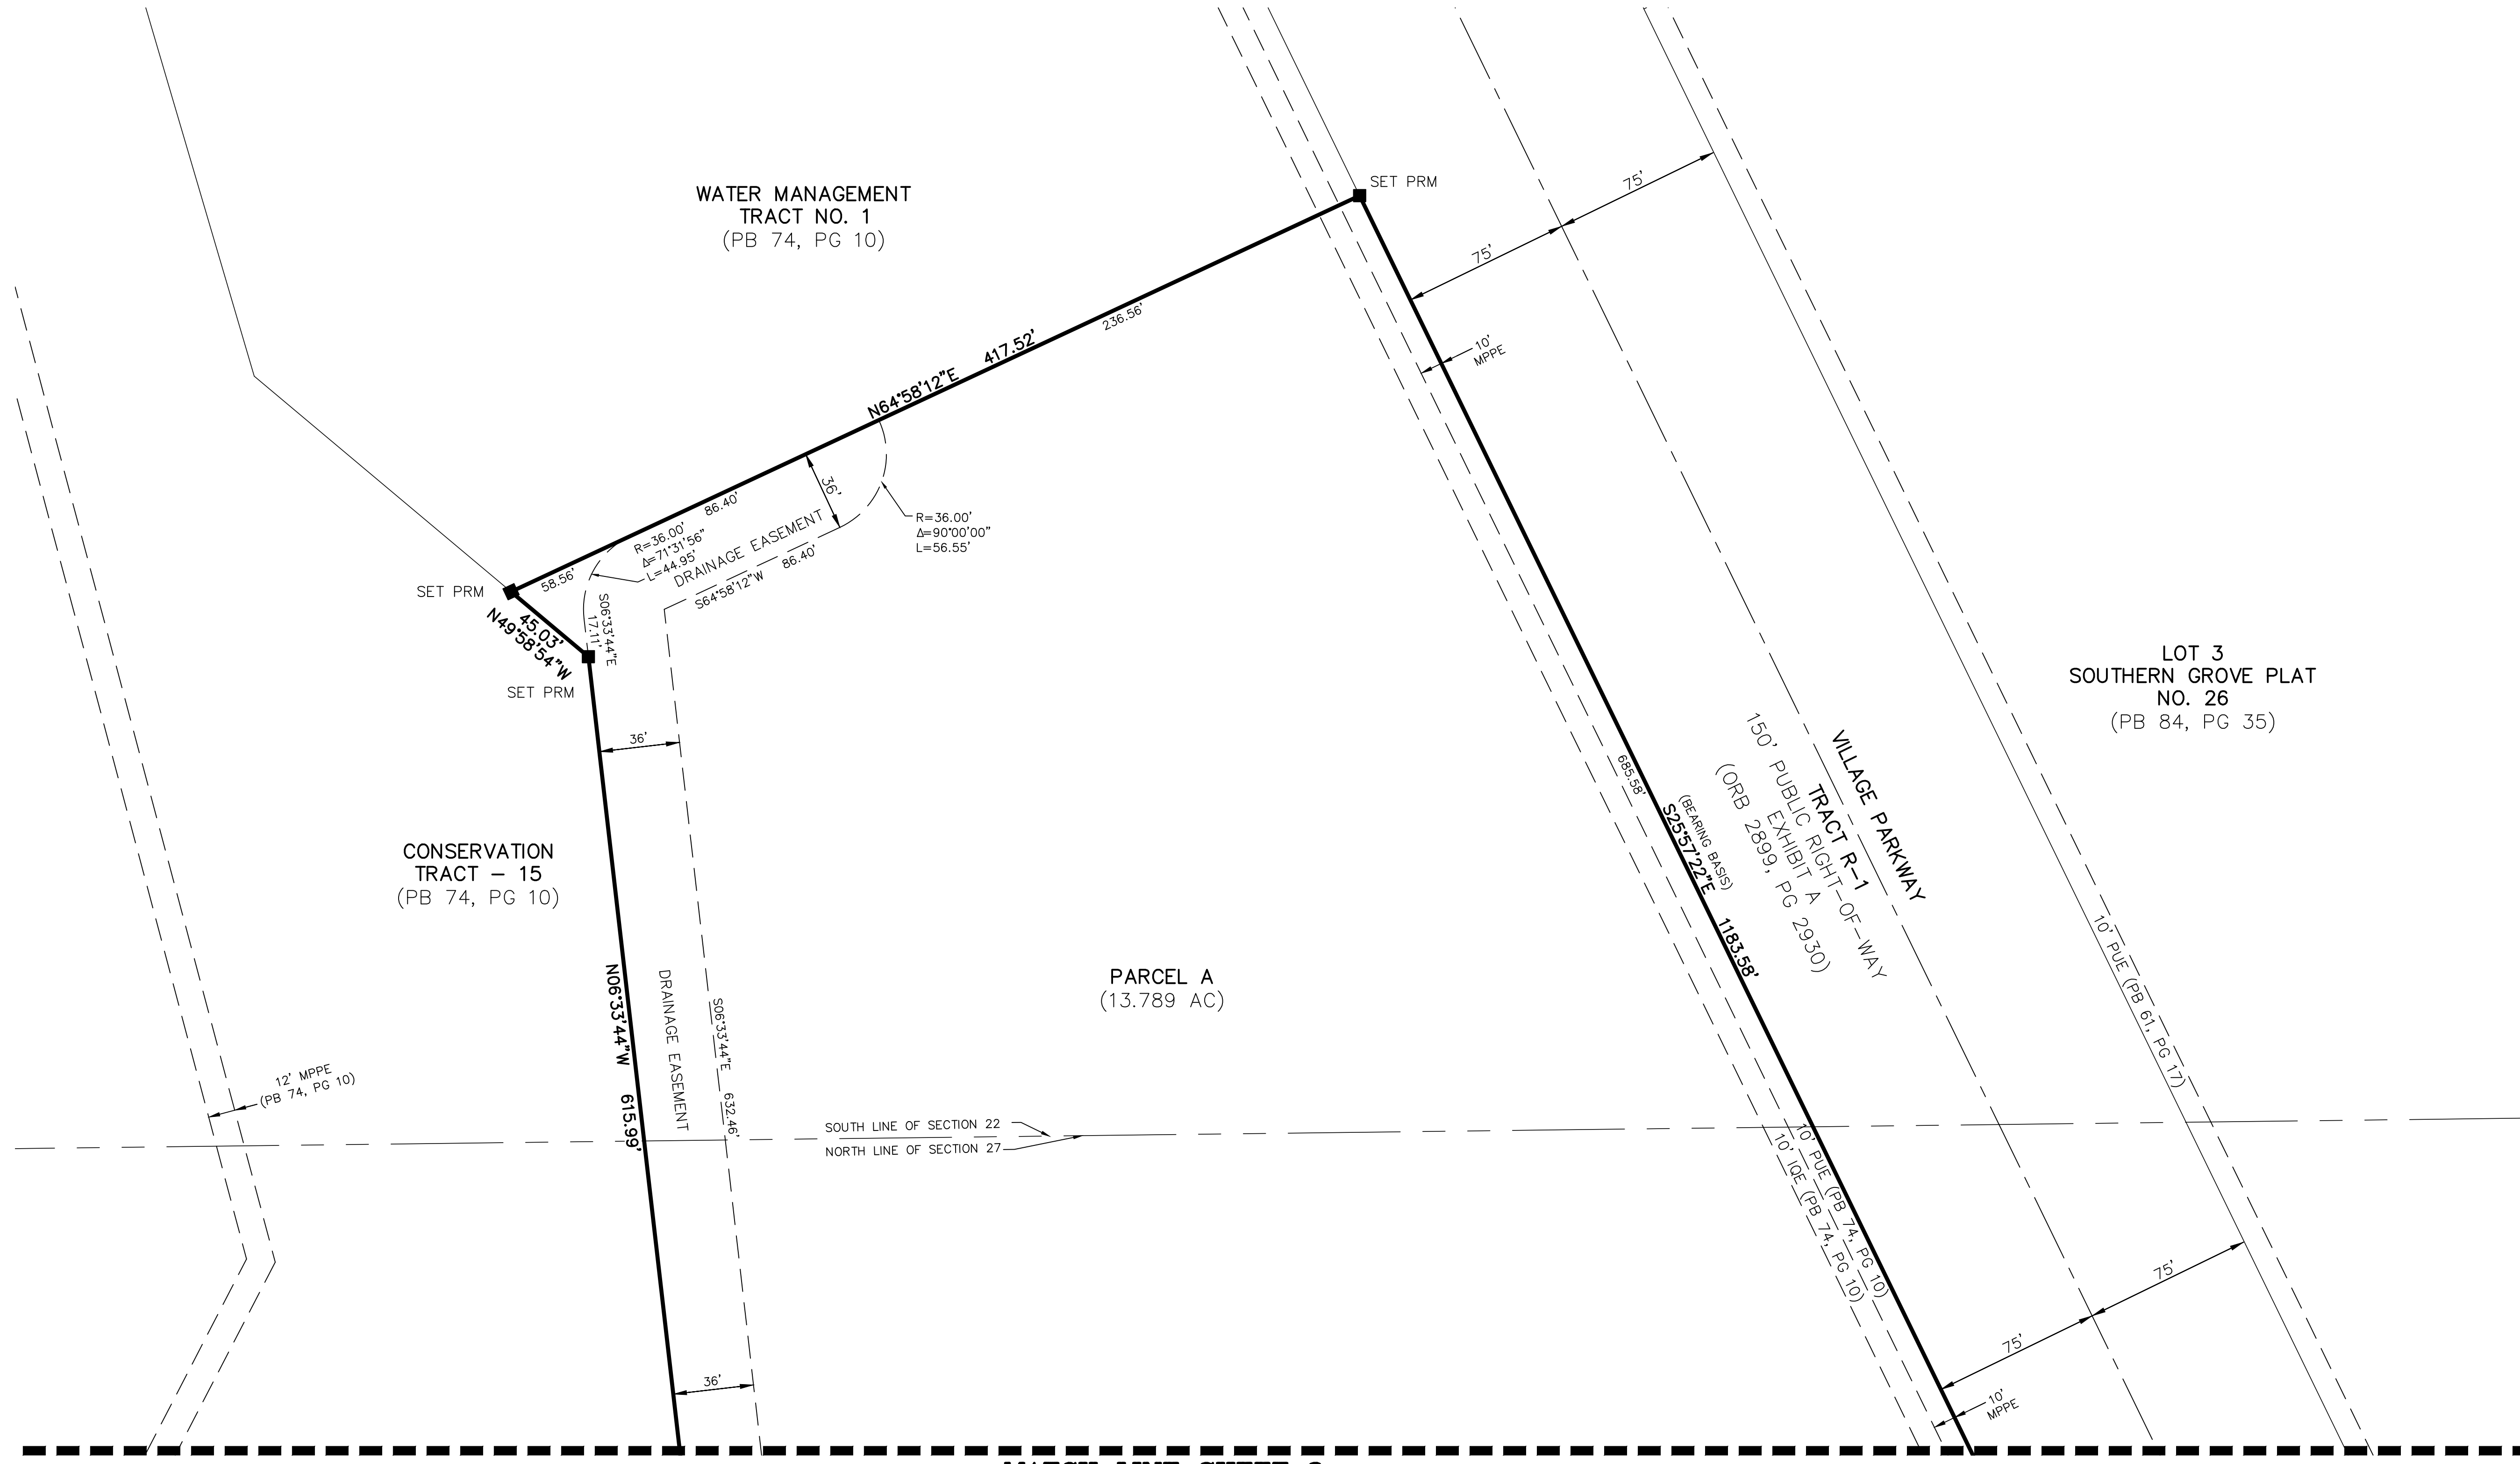 WATER MANAGEMENT
TRACT NO. 1
(PB 74, PG 10)
SET PRM
75'
75'
10'
MPPE
N64°58'12"E 417.52'
236.56'
86.40'
58.56'
36'
R=36.00'
Δ=71°31'56"
L=44.95'
DRAINAGE EASEMENT
S64°58'12"W 86.40'
R=36.00'
Δ=90°00'00"
L=56.55'
SET PRM
45.03'
N49°58'54"W
S06°33'44"E
17.11'
SET PRM
36'
LOT 3
SOUTHERN GROVE PLAT
NO. 26
(PB 84, PG 35)
VILLAGE PARKWAY
TRACT R-1
150' PUBLIC RIGHT-OF-WAY
EXHIBIT A
(ORB 2899, PG 2930)
685.58'
(BEARING BASIS)
S25°57'22"E 1183.58'
CONSERVATION
TRACT - 15
(PB 74, PG 10)
N06°33'44"W 615.99'
DRAINAGE EASEMENT
S06°33'44"E 632.46'
PARCEL A
(13.789 AC)
10' PUE (PB 61, PG 17)
12' MPPE
(PB 74, PG 10)
SOUTH LINE OF SECTION 22
NORTH LINE OF SECTION 27
10' PUE (PB 74, PG 10)
10' IQE (PB 74, PG 10)
75'
75'
36'
10'
MPPE